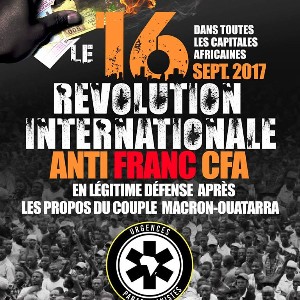 LE 16
DANS TOUTES
LES CAPITALES
AFRICAINES
SEPT. 2017
REVOLUTION
INTERNATIONALE
ANTI FRANC CFA
EN LÉGITIME DÉFENSE APRÈS
LES PROPOS DU COUPLE MACRON-OUATARRA
URGENCES
PANAFRICANISTES